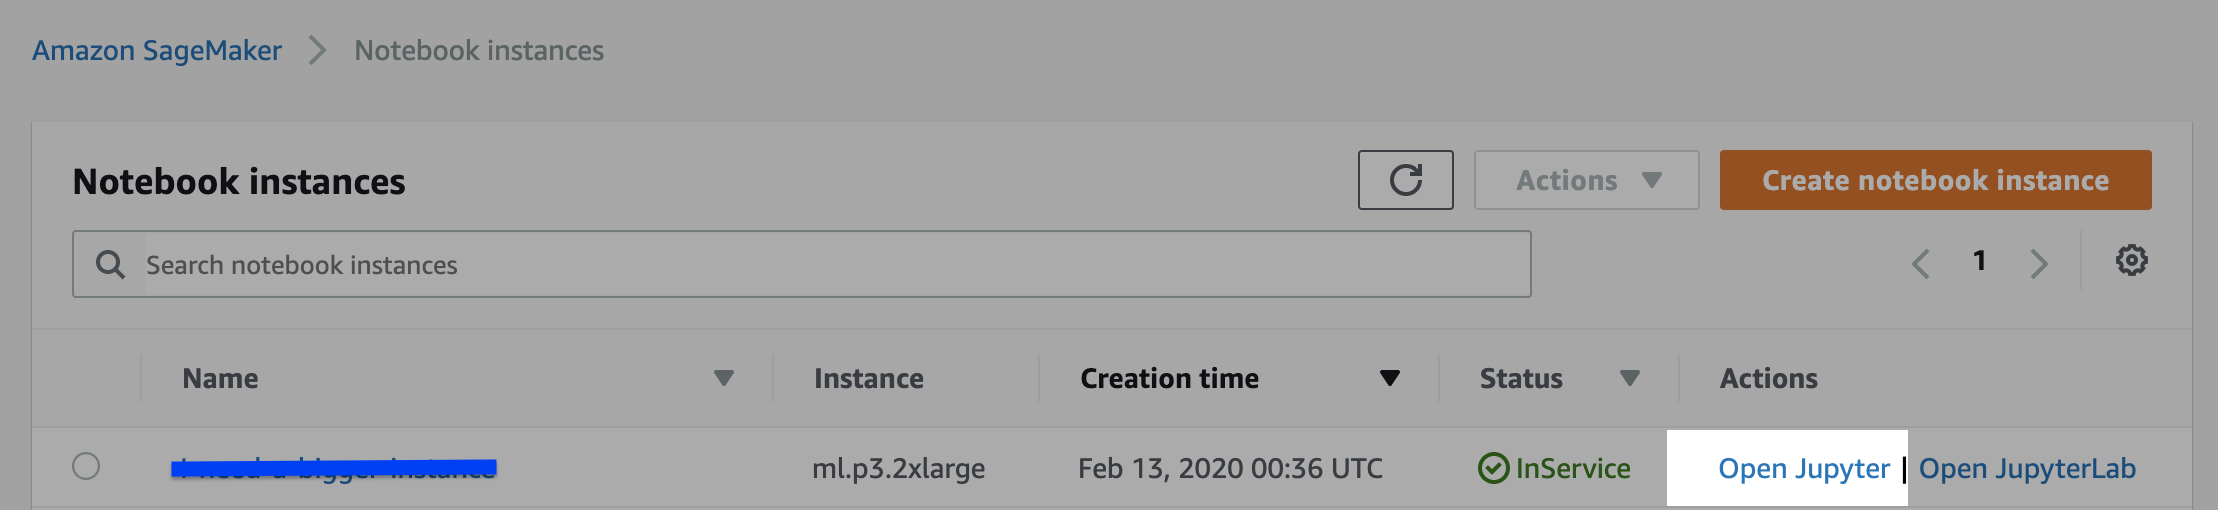 Amazon SageMaker > Notebook instances
Notebook instances
Actions
Create notebook instance
Search notebook instances
1
Name Instance Creation time Status Actions
ml.p3.2xlarge Feb 13, 2020 00:36 UTC InService Open Jupyter | Open JupyterLab